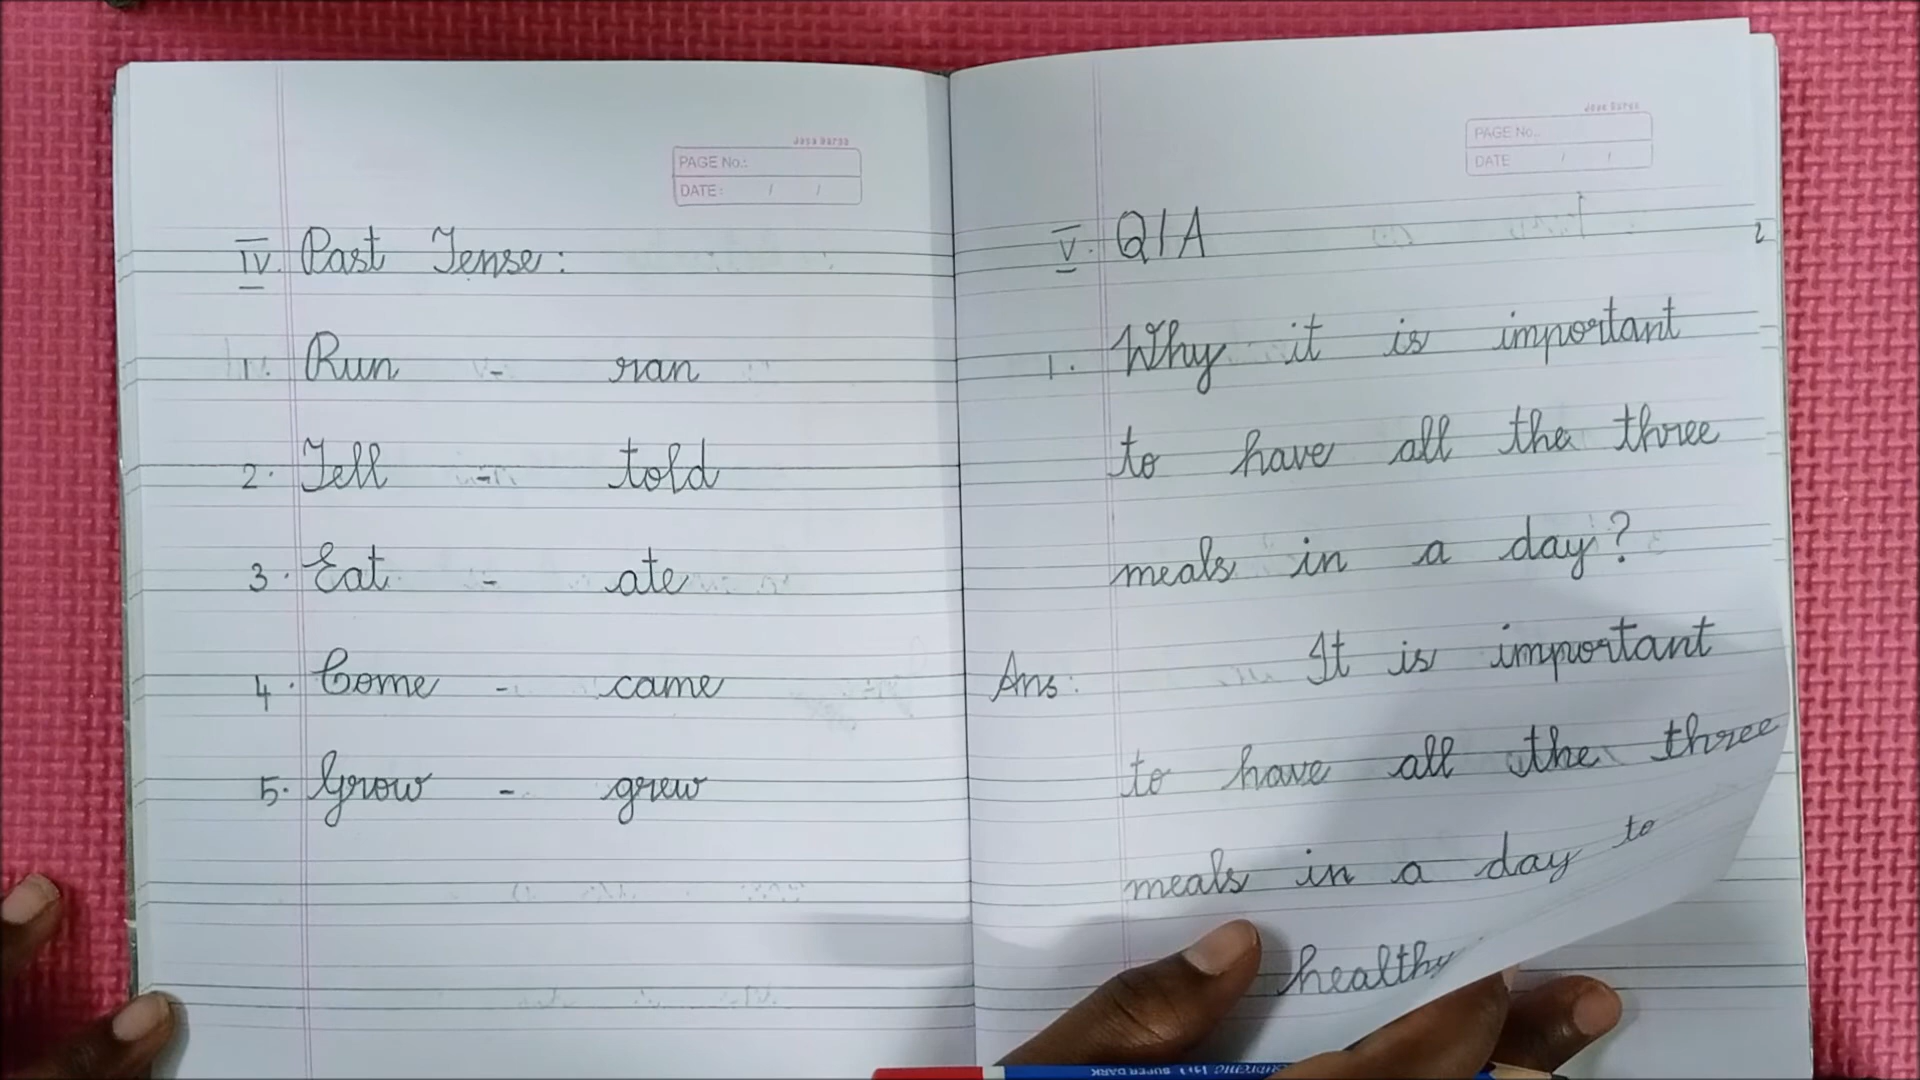 PAGE No.:
DATE: / /
IV. Past Tense:
1. Run - ran
2. Tell - told
3. Eat - ate
4. Come - came
5. Grow - grew
PAGE No.
DATE / /
V. Q/A
1. Why it is important
to have all the three
meals in a day?
Ans: It is important
to have all the three
meals in a day to
healthy
SUPER DARK